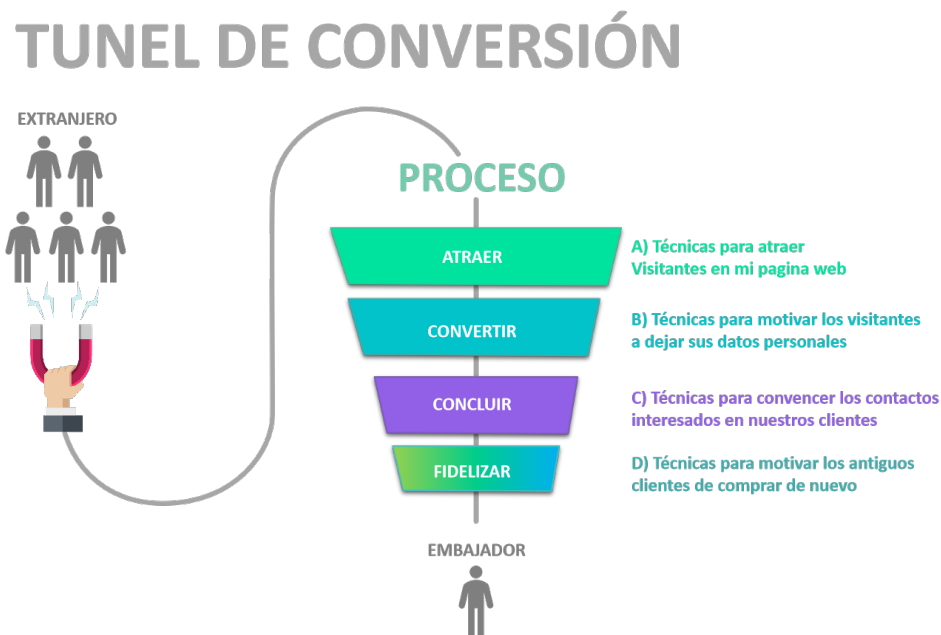 TUNEL DE CONVERSIÓN
EXTRANJERO
PROCESO
ATRAER
A) Técnicas para atraer
Visitantes en mi pagina web
CONVERTIR
B) Técnicas para motivar los visitantes
a dejar sus datos personales
CONCLUIR
C) Técnicas para convencer los contactos
interesados en nuestros clientes
FIDELIZAR
D) Técnicas para motivar los antiguos
clientes de comprar de nuevo
EMBAJADOR